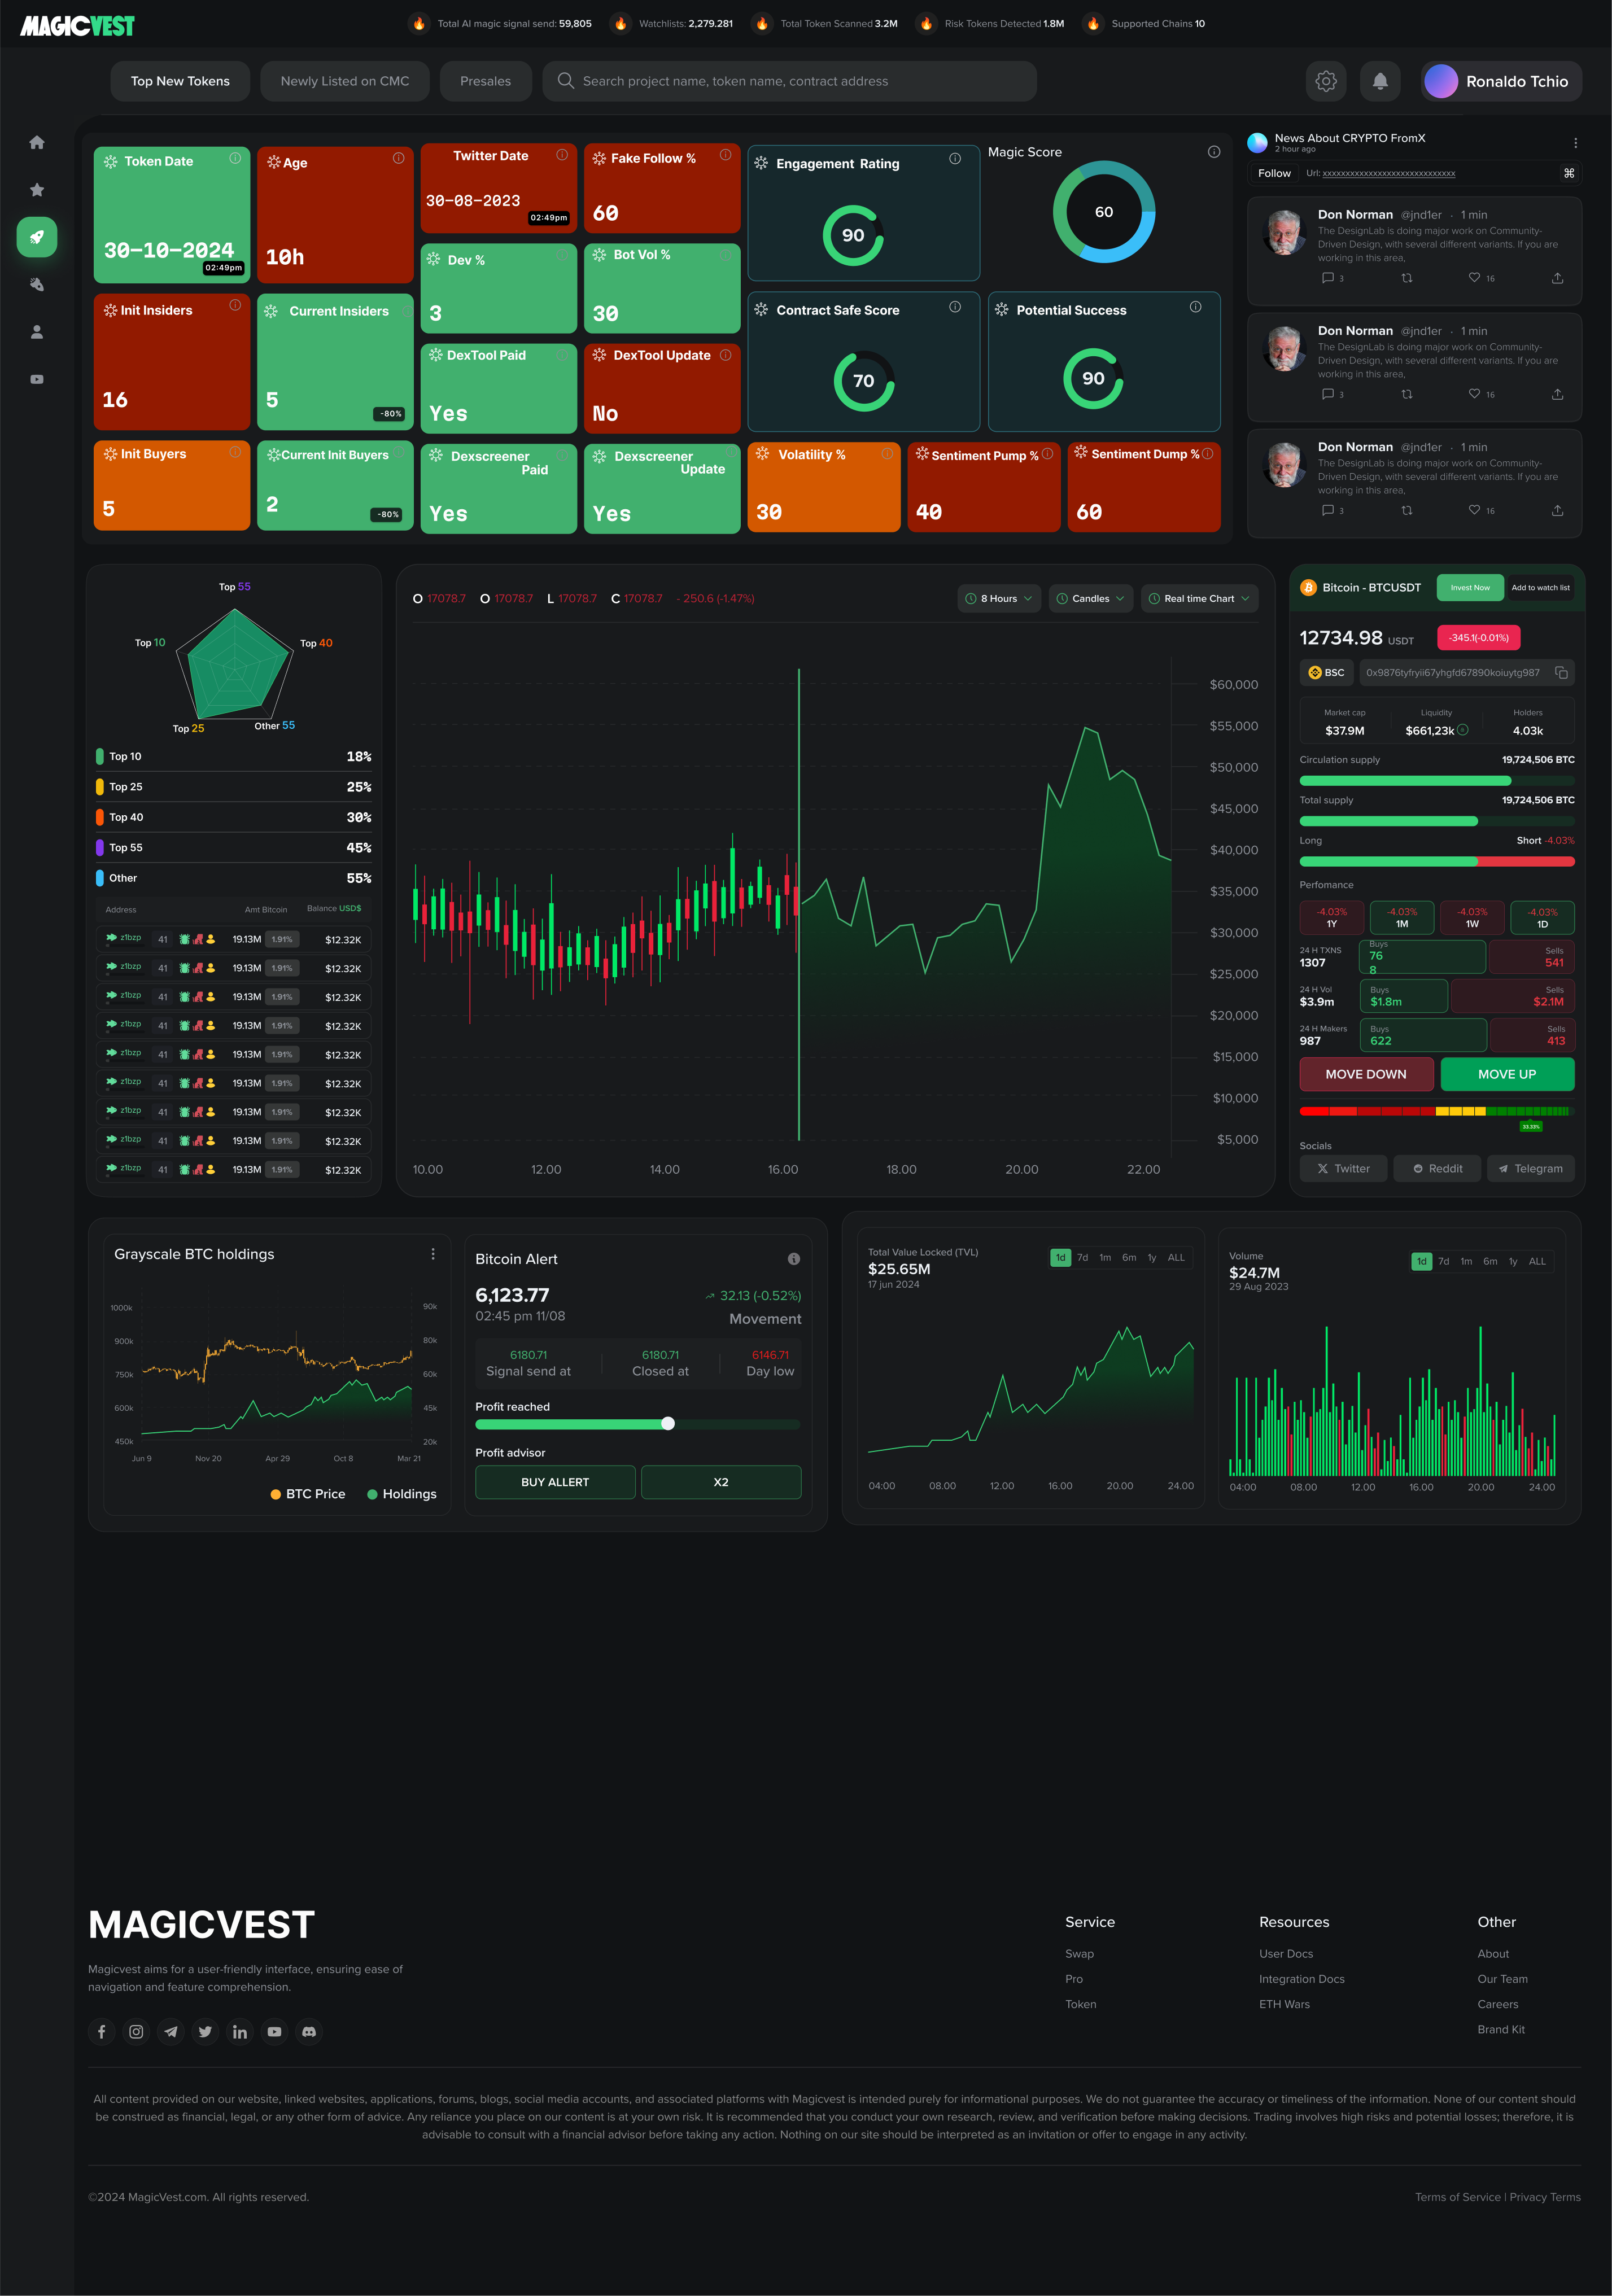 MAGICVEST
Total AI magic signal send: 59,805
Watchlists: 2,279.281
Total Token Scanned 3.2M
Risk Tokens Detected 1.8M
Supported Chains 10
Top New Tokens
Newly Listed on CMC
Presales
Search project name, token name, contract address
Ronaldo Tchio
Token Date
30-10-2024
02:49pm
Age
10h
Twitter Date
30-08-2023
02:49pm
Fake Follow %
60
Engagement Rating
90
Magic Score
60
Dev %
3
Bot Vol %
30
Init Insiders
16
Current Insiders
5
-80%
DexTool Paid
Yes
DexTool Update
No
Contract Safe Score
70
Potential Success
90
Init Buyers
5
Current Init Buyers
2
-80%
Dexscreener
Paid
Yes
Dexscreener
Update
Yes
Volatility %
30
Sentiment Pump %
40
Sentiment Dump %
60
News About CRYPTO FromX
2 hour ago
Follow
Url: xxxxxxxxxxxxxxxxxxxxxxxxxxxxx
Don Norman @jnd1er · 1 min
The DesignLab is doing major work on Community-
Driven Design, with several different variants. If you are
working in this area,
3
16
Don Norman @jnd1er · 1 min
The DesignLab is doing major work on Community-
Driven Design, with several different variants. If you are
working in this area,
3
16
Don Norman @jnd1er · 1 min
The DesignLab is doing major work on Community-
Driven Design, with several different variants. If you are
working in this area,
3
16
Top 55
Top 10
Top 40
Top 25
Other 55
Top 10 18%
Top 25 25%
Top 40 30%
Top 55 45%
Other 55%
Address Amt Bitcoin Balance USD$
z1bzp 41 19.13M 1.91% $12.32K
z1bzp 41 19.13M 1.91% $12.32K
z1bzp 41 19.13M 1.91% $12.32K
z1bzp 41 19.13M 1.91% $12.32K
z1bzp 41 19.13M 1.91% $12.32K
z1bzp 41 19.13M 1.91% $12.32K
z1bzp 41 19.13M 1.91% $12.32K
z1bzp 41 19.13M 1.91% $12.32K
z1bzp 41 19.13M 1.91% $12.32K
O 17078.7 O 17078.7 L 17078.7 C 17078.7 - 250.6 (-1.47%)
8 Hours
Candles
Real time Chart
$60,000
$55,000
$50,000
$45,000
$40,000
$35,000
$30,000
$25,000
$20,000
$15,000
$10,000
$5,000
10.00 12.00 14.00 16.00 18.00 20.00 22.00
Bitcoin - BTCUSDT
Invest Now
Add to watch list
12734.98 USDT
-345.1(-0.01%)
BSC
0x9876tyfryii67yhgfd67890koiuytg987
Market cap
$37.9M
Liquidity
$661,23k
Holders
4.03k
Circulation supply 19,724,506 BTC
Total supply 19,724,506 BTC
Long Short -4.03%
Perfomance
-4.03%
1Y
-4.03%
1M
-4.03%
1W
-4.03%
1D
24 H TXNS
1307
Buys
76
8
Sells
541
24 H Vol
$3.9m
Buys
$1.8m
Sells
$2.1M
24 H Makers
987
Buys
622
Sells
413
MOVE DOWN
MOVE UP
33.33%
Socials
Twitter
Reddit
Telegram
Grayscale BTC holdings
1000k
900k
750k
600k
450k
90k
80k
60k
45k
20k
Jun 9 Nov 20 Apr 29 Oct 8 Mar 21
BTC Price
Holdings
Bitcoin Alert
6,123.77
02:45 pm 11/08
32.13 (-0.52%)
Movement
6180.71
Signal send at
6180.71
Closed at
6146.71
Day low
Profit reached
Profit advisor
BUY ALLERT
X2
Total Value Locked (TVL)
$25.65M
17 jun 2024
1d 7d 1m 6m 1y ALL
04:00 08.00 12.00 16.00 20.00 24.00
Volume
$24.7M
29 Aug 2023
1d 7d 1m 6m 1y ALL
04:00 08.00 12.00 16.00 20.00 24.00
MAGICVEST
Magicvest aims for a user-friendly interface, ensuring ease of
navigation and feature comprehension.
Service
Swap
Pro
Token
Resources
User Docs
Integration Docs
ETH Wars
Other
About
Our Team
Careers
Brand Kit
All content provided on our website, linked websites, applications, forums, blogs, social media accounts, and associated platforms with Magicvest is intended purely for informational purposes. We do not guarantee the accuracy or timeliness of the information. None of our content should
be construed as financial, legal, or any other form of advice. Any reliance you place on our content is at your own risk. It is recommended that you conduct your own research, review, and verification before making decisions. Trading involves high risks and potential losses; therefore, it is
advisable to consult with a financial advisor before taking any action. Nothing on our site should be interpreted as an invitation or offer to engage in any activity.
©2024 MagicVest.com. All rights reserved.
Terms of Service | Privacy Terms